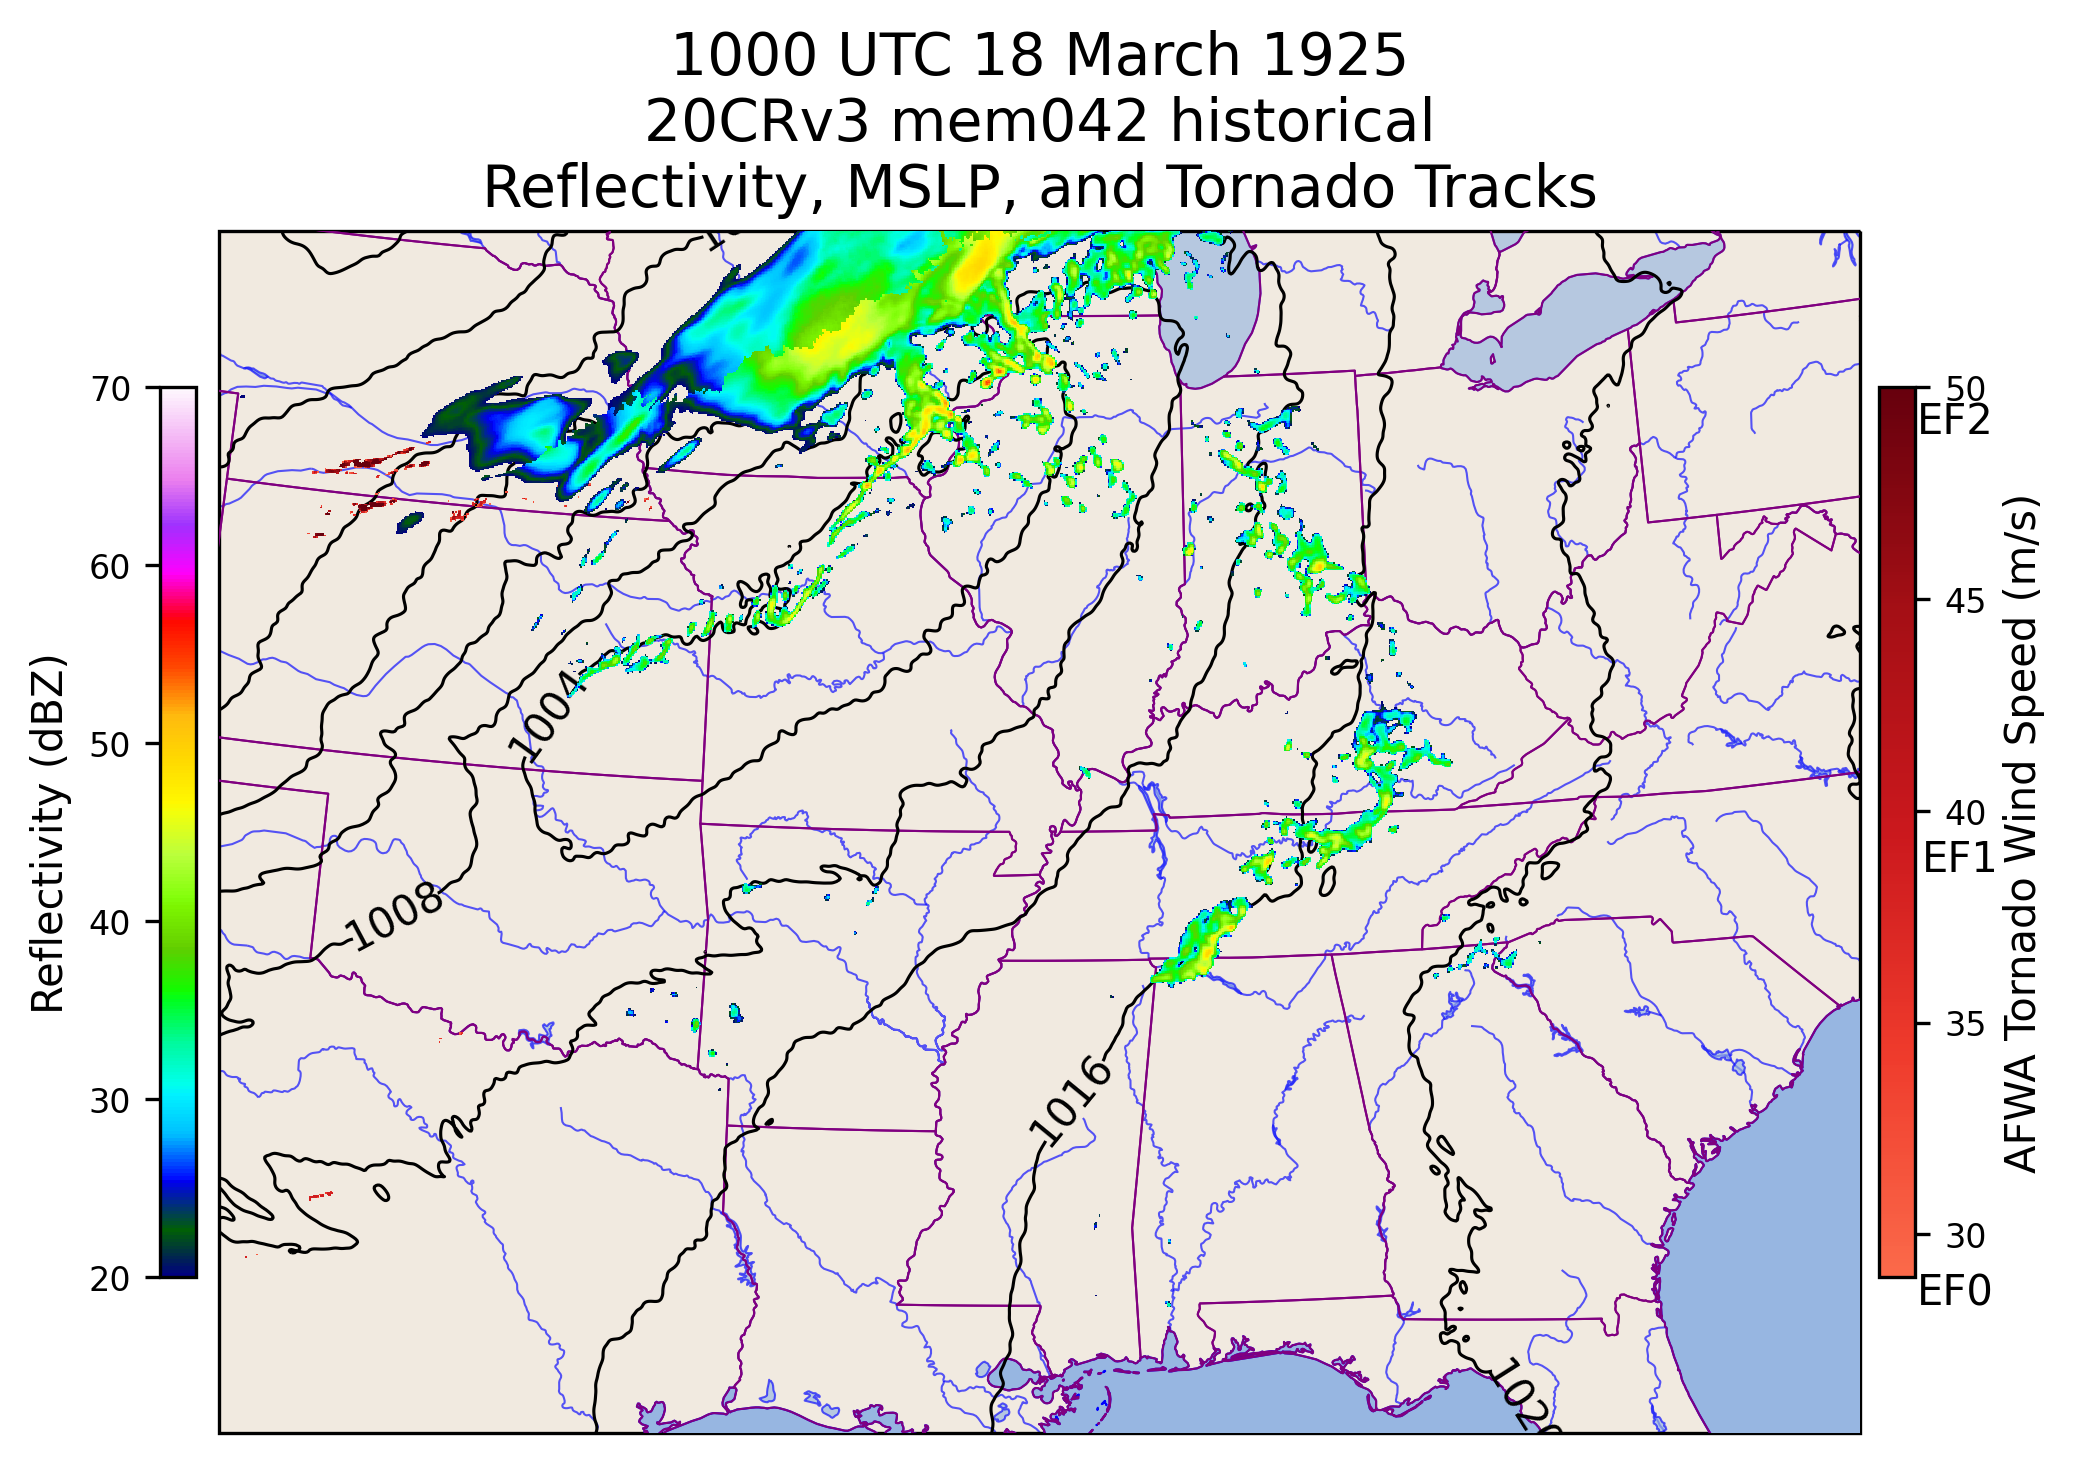 1000 UTC 18 March 1925
20CRv3 mem042 historical
Reflectivity, MSLP, and Tornado Tracks
Reflectivity (dBZ)
70
60
50
40
30
20
1004
1008
1016
50
EF2
45
40
EF1
35
30
EF0
AFWA Tornado Wind Speed (m/s)